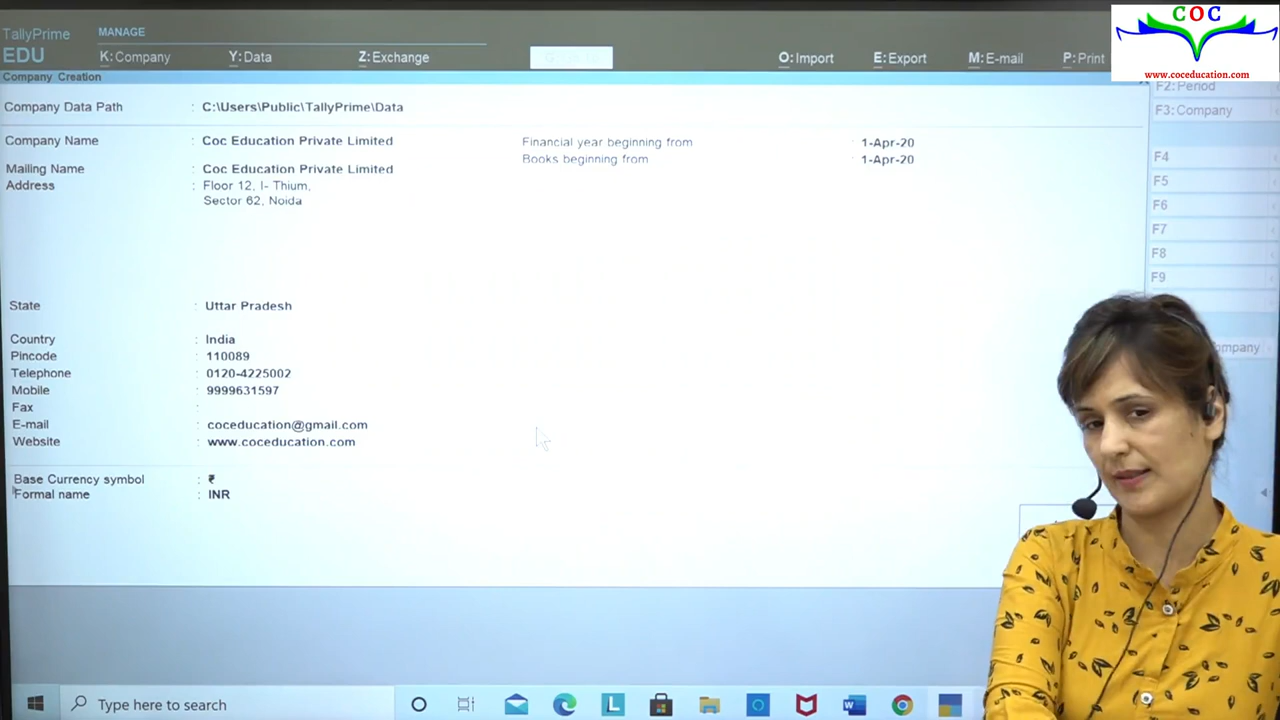 TallyPrime
MANAGE
EDU
K: Company
Y: Data
Z: Exchange
O: Import
E: Export
M: E-mail
P: Print
COC
www.coceducation.com
Company Creation
F2: Period
F3: Company
Company Data Path : C:\Users\Public\TallyPrime\Data
Company Name : Coc Education Private Limited
Financial year beginning from : 1-Apr-20
Books beginning from : 1-Apr-20
Mailing Name : Coc Education Private Limited
Address : Floor 12, I- Thium,
Sector 62, Noida
F4
F5
F6
F7
F8
F9
State : Uttar Pradesh
Country : India
ompany
Pincode : 110089
Telephone : 0120-4225002
Mobile : 9999631597
Fax :
E-mail : coceducation@gmail.com
Website : www.coceducation.com
Base Currency symbol : ₹
Formal name : INR
Type here to search